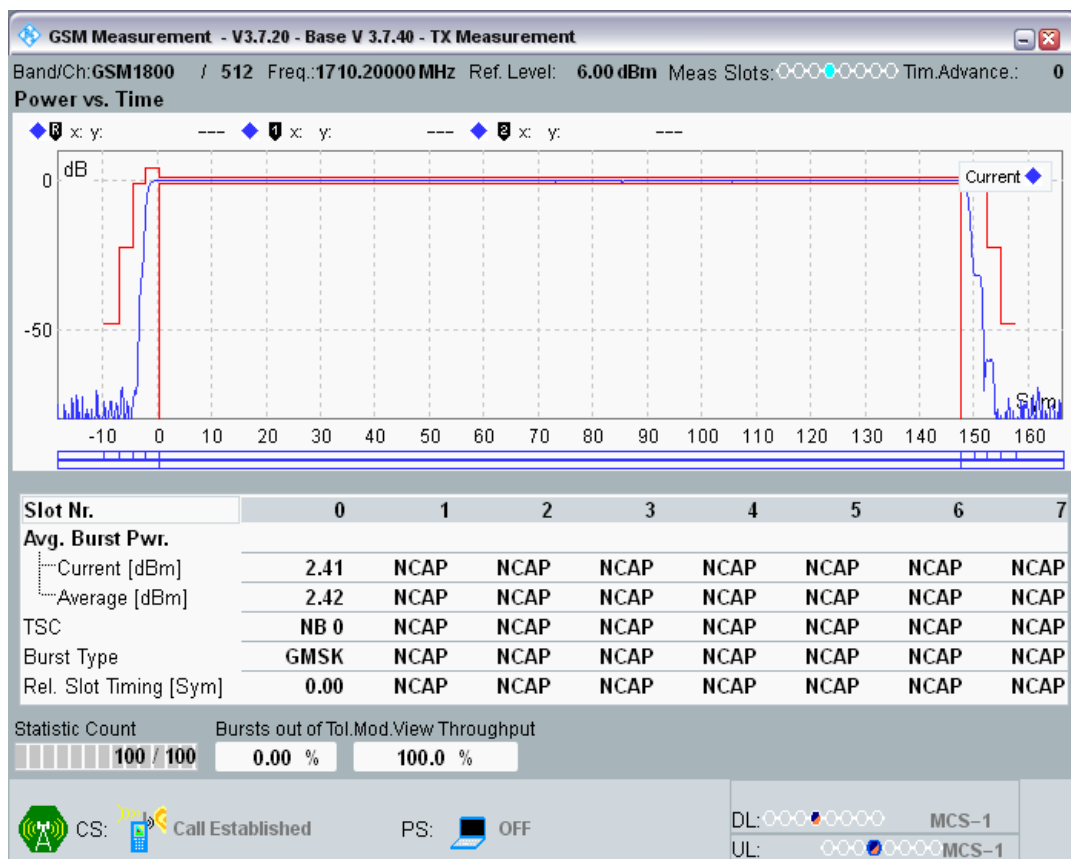 GSM Measurement - V3.7.20 - Base V 3.7.40 - TX Measurement
Band/Ch:GSM1800 / 512 Freq.:1710.20000 MHz Ref. Level: 6.00 dBm Meas Slots: Tim.Advance.: 0
Power vs. Time
R x: y: --- 1 x: y: --- 2 x: y: ---
dB
Current
0
-50
Sym
-10 0 10 20 30 40 50 60 70 80 90 100 110 120 130 140 150 160
Slot Nr. 0 1 2 3 4 5 6 7
Avg. Burst Pwr.
Current [dBm] 2.41 NCAP NCAP NCAP NCAP NCAP NCAP NCAP
Average [dBm] 2.42 NCAP NCAP NCAP NCAP NCAP NCAP NCAP
TSC NB 0 NCAP NCAP NCAP NCAP NCAP NCAP NCAP
Burst Type GMSK NCAP NCAP NCAP NCAP NCAP NCAP NCAP
Rel. Slot Timing [Sym] 0.00 NCAP NCAP NCAP NCAP NCAP NCAP NCAP
Statistic Count Bursts out of Tol. Mod.View Throughput
100 / 100 0.00 % 100.0 %
CS: Call Established PS: OFF
DL: MCS-1
UL: MCS-1